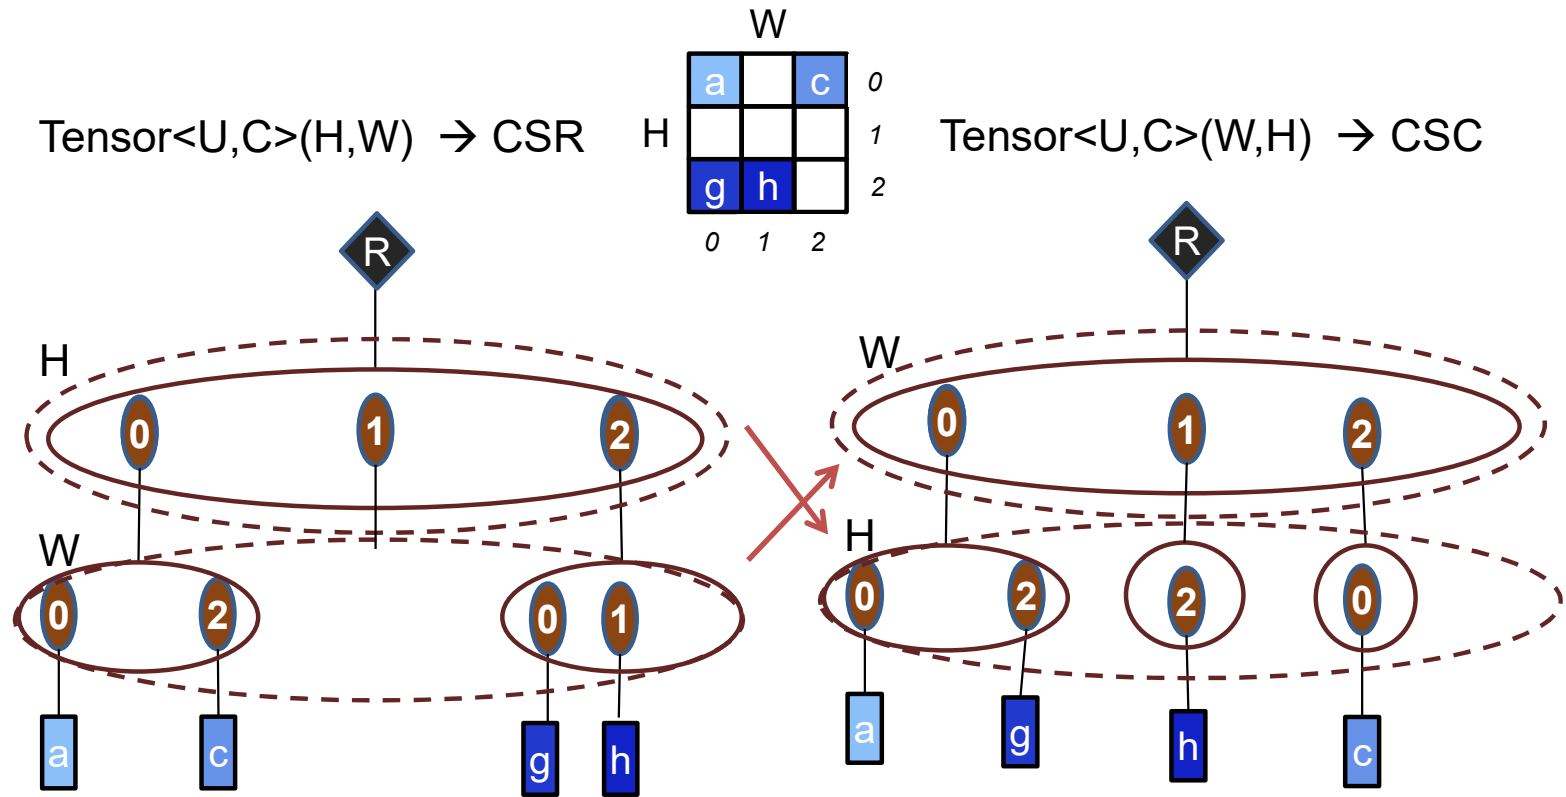 W
a c 0
Tensor<U,C>(H,W) → CSR
H
1
Tensor<U,C>(W,H) → CSC
g h 2
0 1 2
R
R
H
0 1 2
W
0 1 2
W
0 2 0 1
H
0 2 2 0
a c g h
a g h c